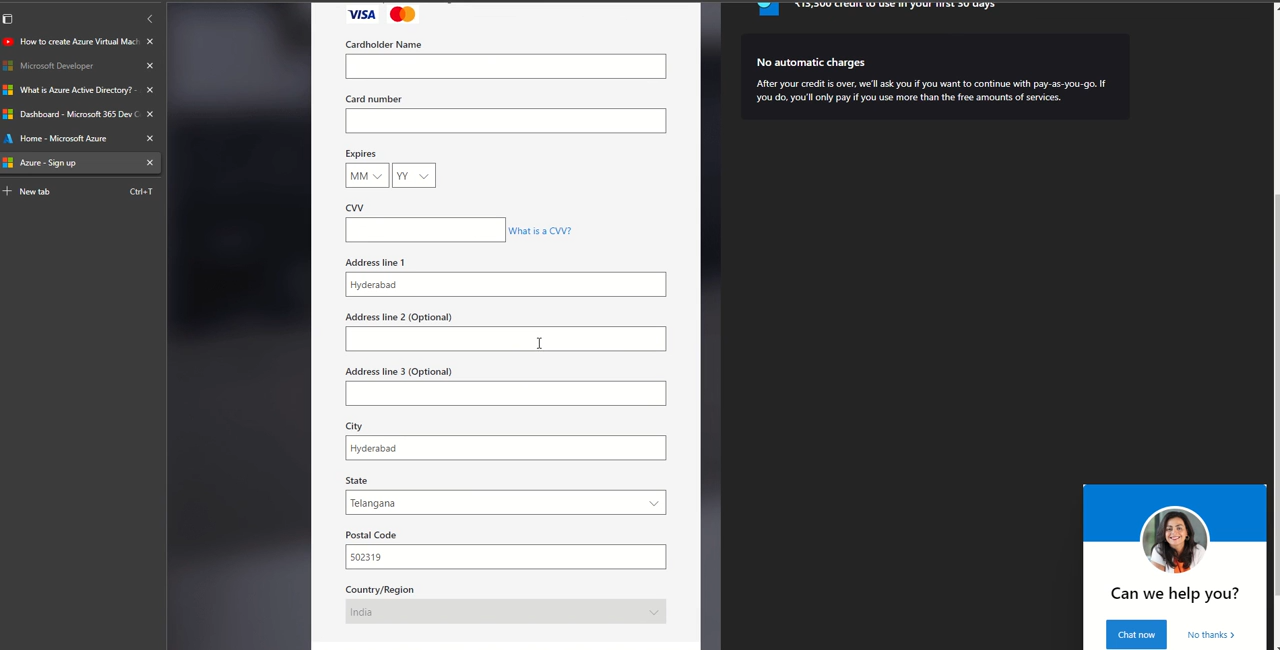 How to create Azure Virtual Mach
Microsoft Developer
What is Azure Active Directory? -
Dashboard - Microsoft 365 Dev C
Home - Microsoft Azure
Azure - Sign up
New tab Ctrl+T
VISA
Cardholder Name
Card number
Expires
MM YY
CVV
What is a CVV?
Address line 1
Hyderabad
Address line 2 (Optional)
Address line 3 (Optional)
City
Hyderabad
State
Telangana
Postal Code
502319
Country/Region
India
₹13,300 credit to use in your first 30 days
No automatic charges
After your credit is over, we'll ask you if you want to continue with pay-as-you-go. If
you do, you'll only pay if you use more than the free amounts of services.
Can we help you?
Chat now No thanks >